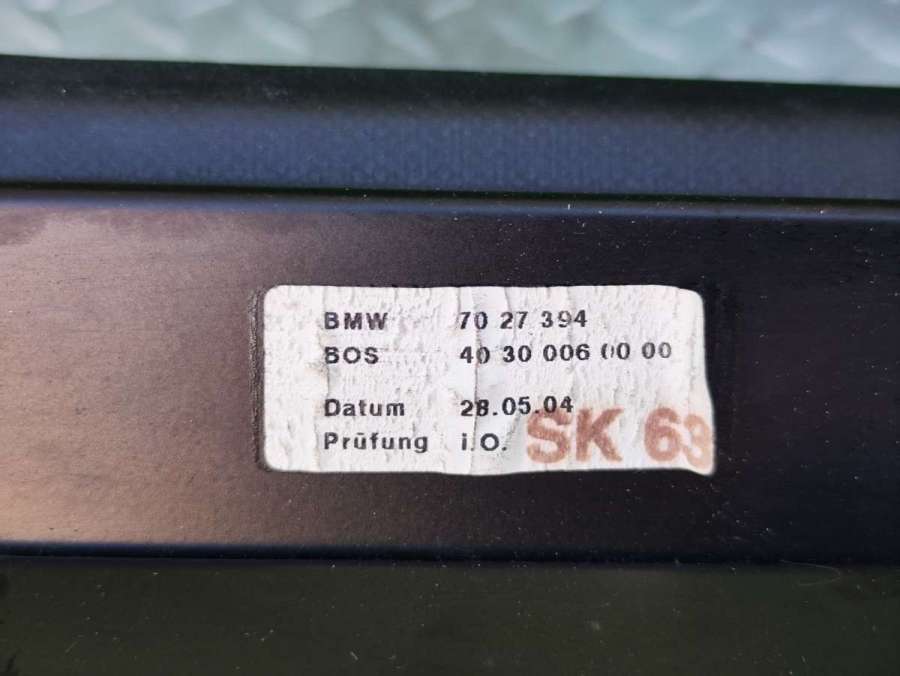 BMW 70 27 394
BOS 40 30 006 00 00
Datum 28.05.04
Prüfung i.O.
SK 63